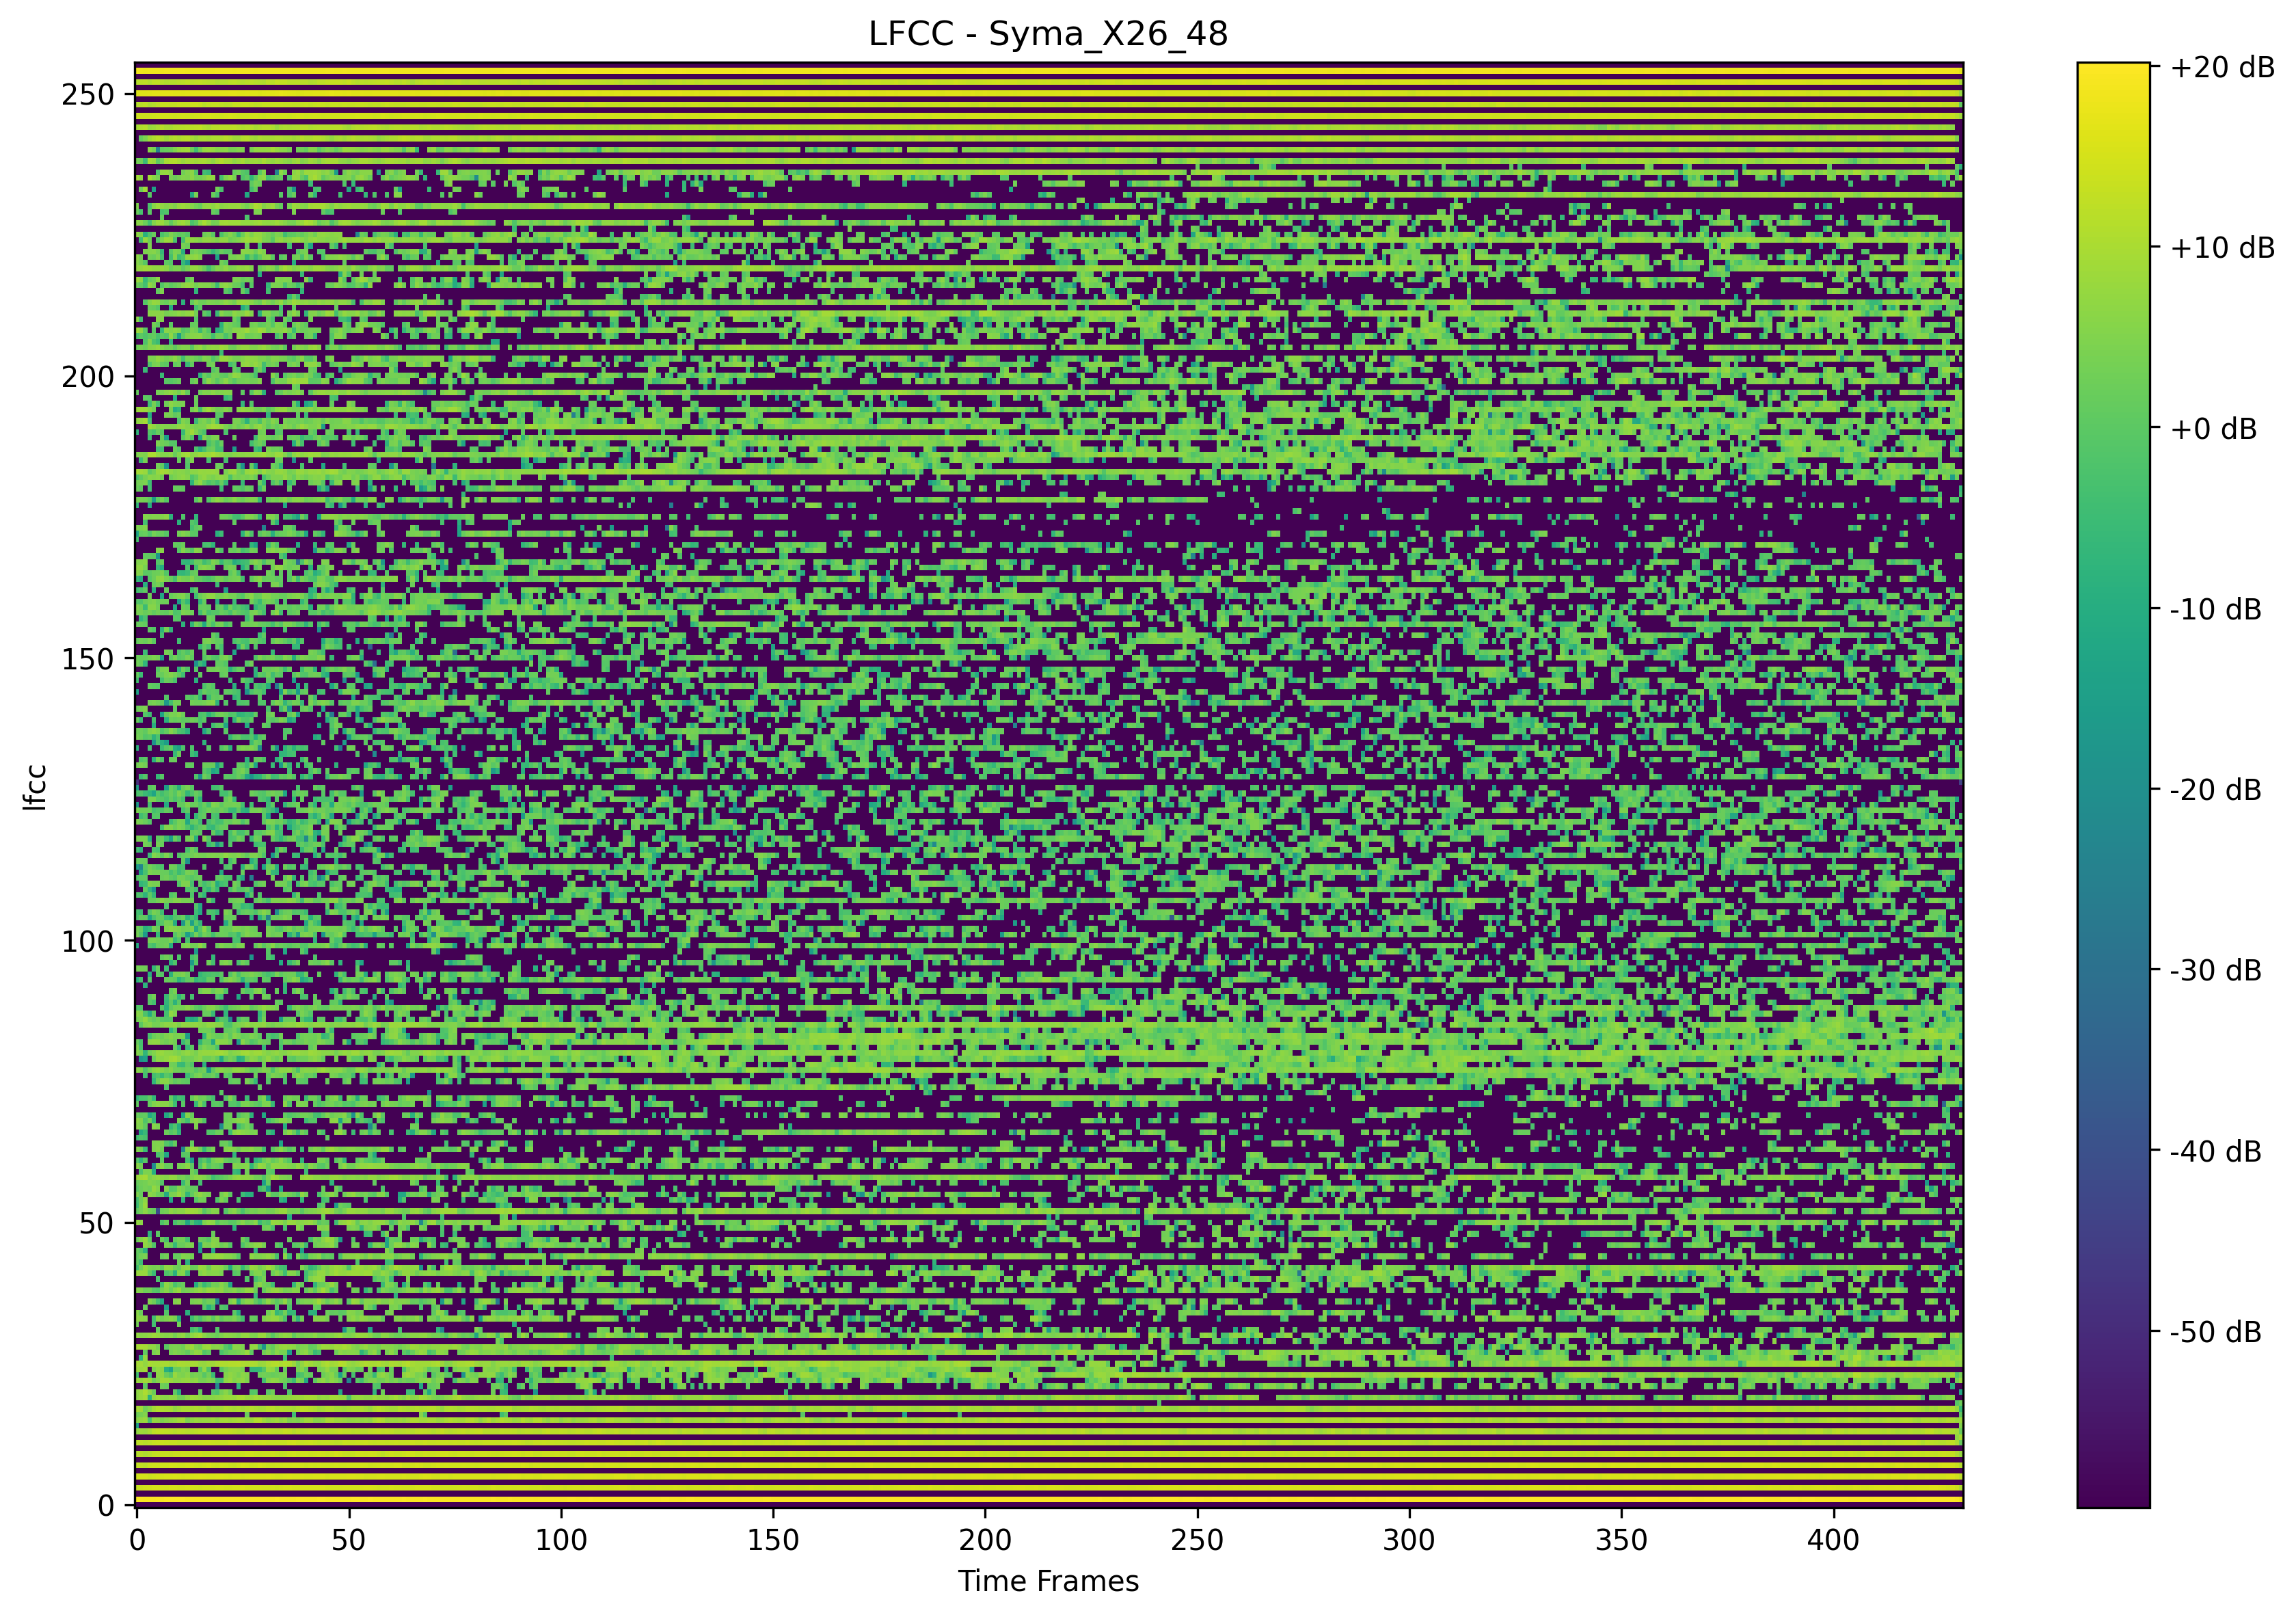 LFCC - Syma_X26_48
250
200
150
100
50
0
lfcc
0 50 100 150 200 250 300 350 400
Time Frames
+20 dB
+10 dB
+0 dB
-10 dB
-20 dB
-30 dB
-40 dB
-50 dB